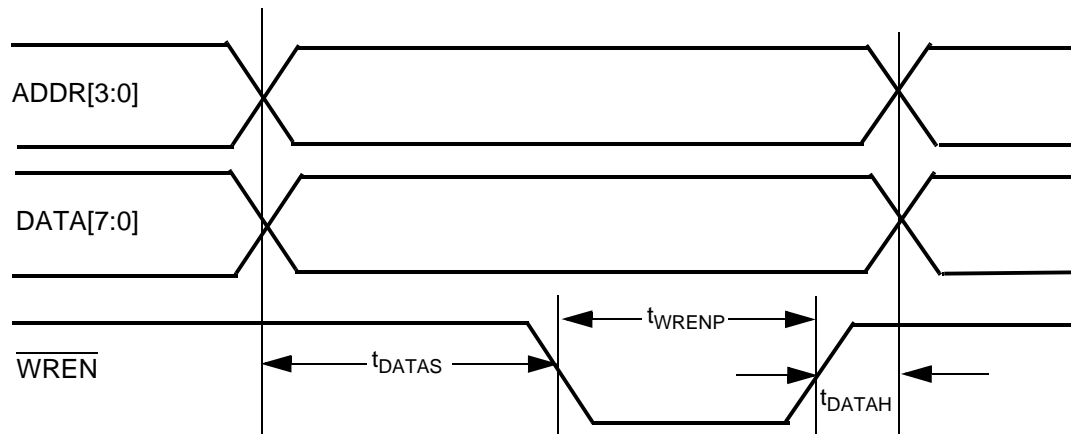 ADDR[3:0]
DATA[7:0]
tWRENP
WREN
tDATAS
tDATAH